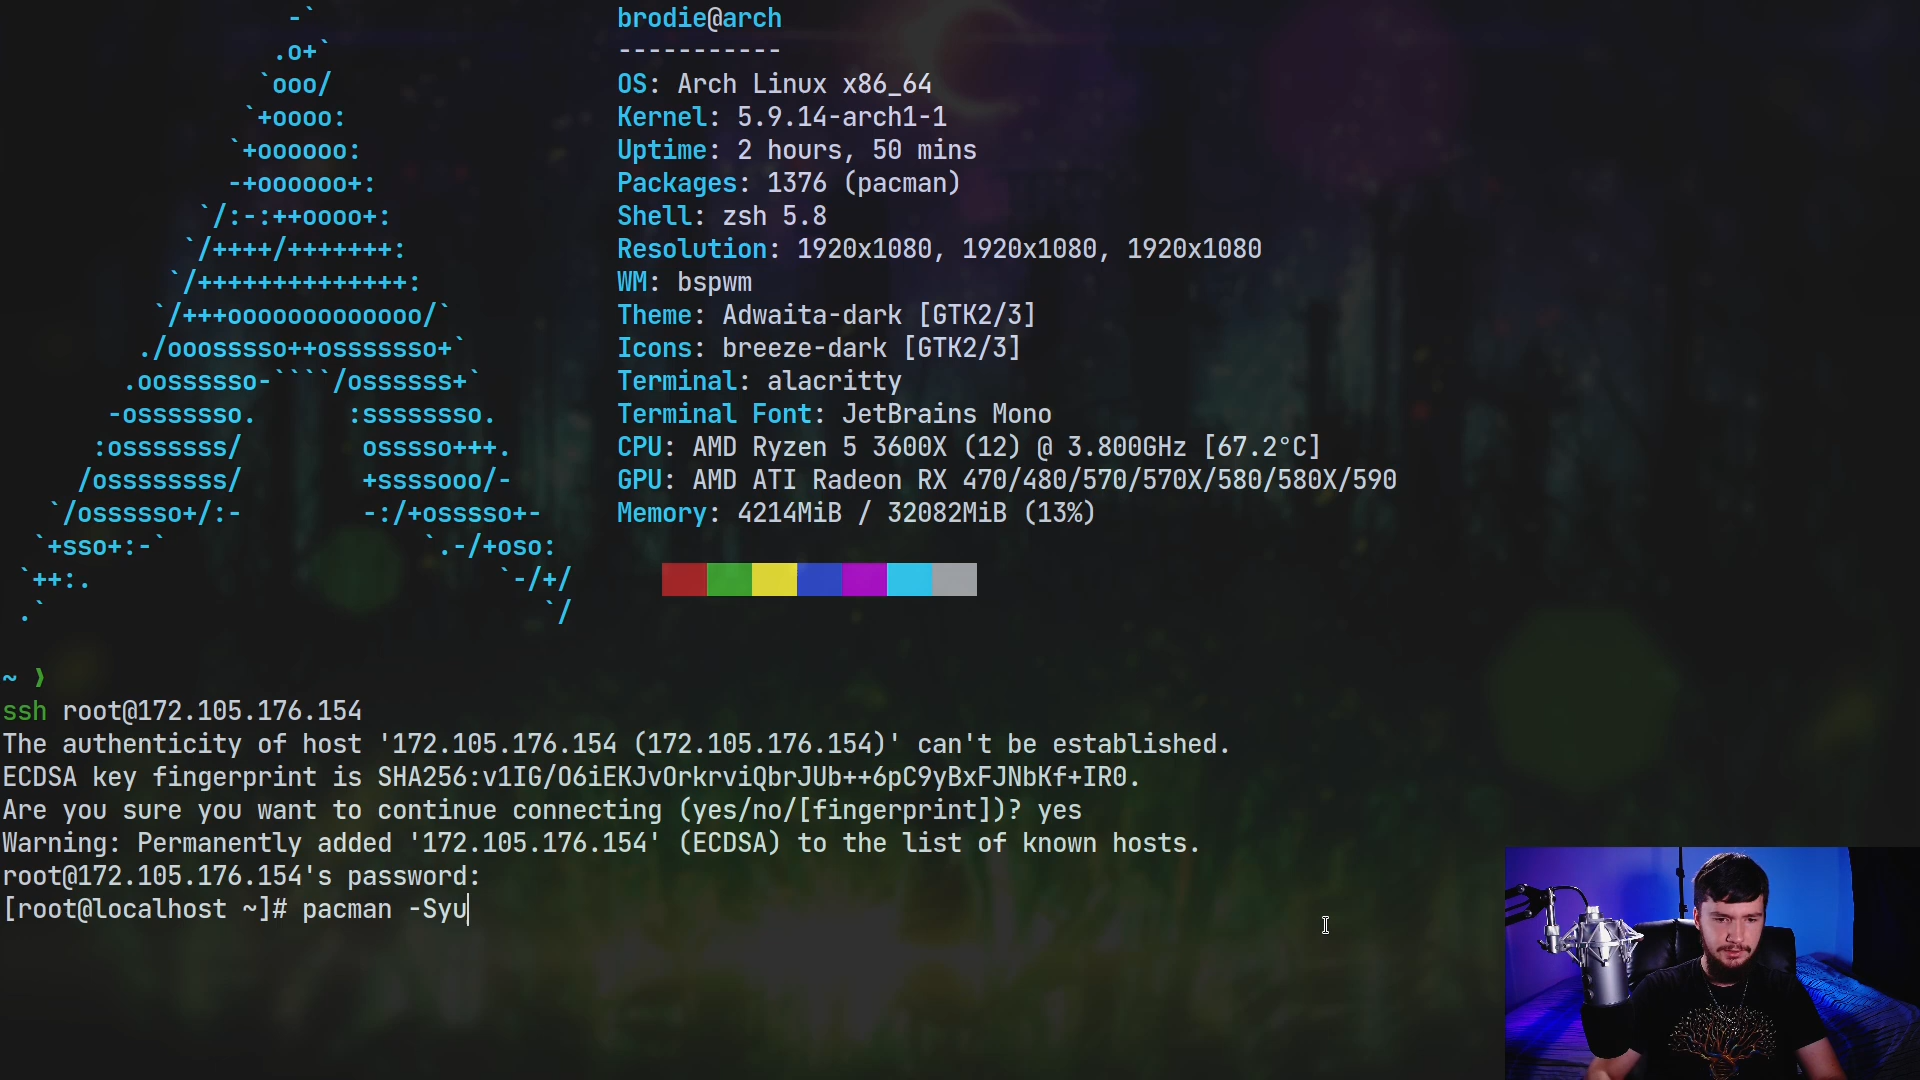 brodie@arch
-----------
OS: Arch Linux x86_64
Kernel: 5.9.14-arch1-1
Uptime: 2 hours, 50 mins
Packages: 1376 (pacman)
Shell: zsh 5.8
Resolution: 1920x1080, 1920x1080, 1920x1080
WM: bspwm
Theme: Adwaita-dark [GTK2/3]
Icons: breeze-dark [GTK2/3]
Terminal: alacritty
Terminal Font: JetBrains Mono
CPU: AMD Ryzen 5 3600X (12) @ 3.800GHz [67.2°C]
GPU: AMD ATI Radeon RX 470/480/570/570X/580/580X/590
Memory: 4214MiB / 32082MiB (13%)
~ ❯
ssh root@172.105.176.154
The authenticity of host '172.105.176.154 (172.105.176.154)' can't be established.
ECDSA key fingerprint is SHA256:v1IG/O6iEKJvOrkrviQbrJUb++6pC9yBxFJNbKf+IR0.
Are you sure you want to continue connecting (yes/no/[fingerprint])? yes
Warning: Permanently added '172.105.176.154' (ECDSA) to the list of known hosts.
root@172.105.176.154's password:
[root@localhost ~]# pacman -Syu